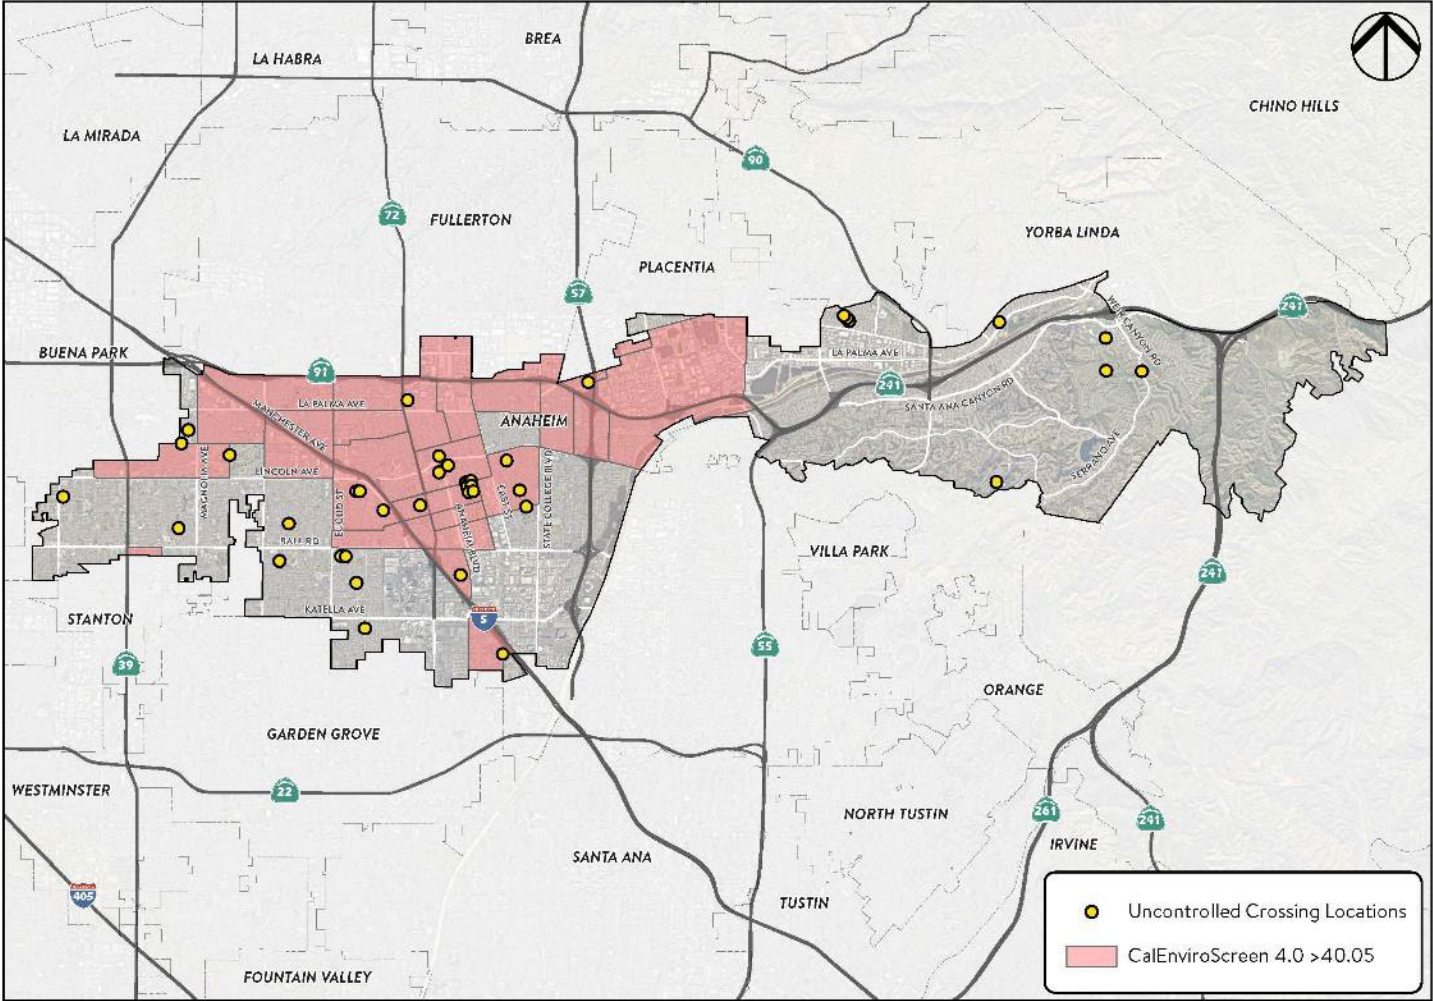 BREA
LA HABRA
CHINO HILLS
LA MIRADA
90
72
FULLERTON
YORBA LINDA
PLACENTIA
57
241
WEIR CANYON RD
BUENA PARK
91
LA PALMA AVE
241
LA PALMA AVE
SANTA ANA CANYON RD
MANCHESTER AVE
ANAHEIM
MAGNOLIA AVE
LINCOLN AVE
SERRANO AVE
EUCLID ST
EAST ST
STATE COLLEGE BLVD
ANAHEIM BLVD
BALL RD
VILLA PARK
241
KATELLA AVE
STANTON
5
55
39
ORANGE
GARDEN GROVE
WESTMINSTER
22
NORTH TUSTIN
261
241
IRVINE
SANTA ANA
405
TUSTIN
Uncontrolled Crossing Locations
CalEnviroScreen 4.0 >40.05
FOUNTAIN VALLEY